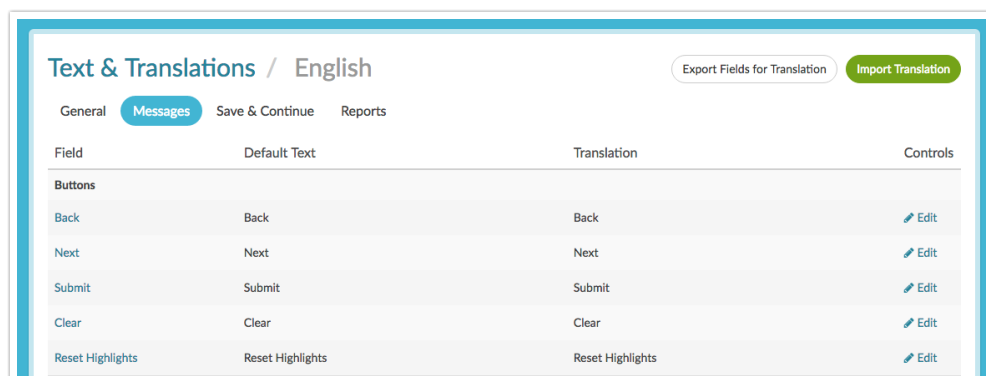 Text & Translations / English
Export Fields for Translation
Import Translation
General Messages Save & Continue Reports
Field Default Text Translation Controls
Buttons
Back Back Back Edit
Next Next Next Edit
Submit Submit Submit Edit
Clear Clear Clear Edit
Reset Highlights Reset Highlights Reset Highlights Edit